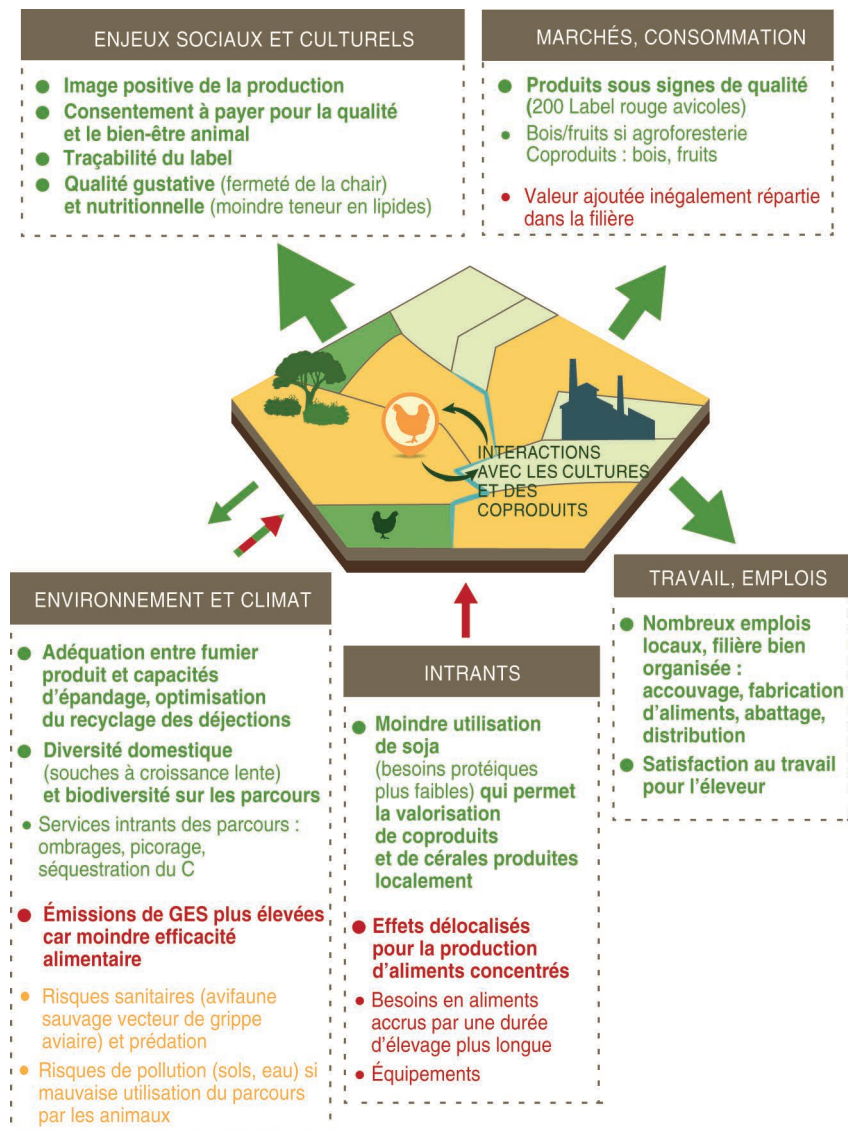 ENJEUX SOCIAUX ET CULTURELS
● Image positive de la production
● Consentement à payer pour la qualité
et le bien-être animal
● Traçabilité du label
● Qualité gustative (fermeté de la chair)
et nutritionnelle (moindre teneur en lipides)
MARCHÉS, CONSOMMATION
● Produits sous signes de qualité
(200 Label rouge avicoles)
● Bois/fruits si agroforesterie
Coproduits : bois, fruits
● Valeur ajoutée inégalement répartie
dans la filière
INTERACTIONS
AVEC LES CULTURES
ET DES
COPRODUITS
ENVIRONNEMENT ET CLIMAT
● Adéquation entre fumier
produit et capacités
d'épandage, optimisation
du recyclage des déjections
● Diversité domestique
(souches à croissance lente)
et biodiversité sur les parcours
● Services intrants des parcours :
ombrages, picorage,
séquestration du C
● Émissions de GES plus élevées
car moindre efficacité
alimentaire
● Risques sanitaires (avifaune
sauvage vecteur de grippe
aviaire) et prédation
● Risques de pollution (sols, eau) si
mauvaise utilisation du parcours
par les animaux
INTRANTS
● Moindre utilisation
de soja
(besoins protéiques
plus faibles) qui permet
la valorisation
de coproduits
et de cérales produites
localement
● Effets délocalisés
pour la production
d'aliments concentrés
● Besoins en aliments
accrus par une durée
d'élevage plus longue
● Équipements
TRAVAIL, EMPLOIS
● Nombreux emplois
locaux, filière bien
organisée :
accouvage, fabrication
d'aliments, abattage,
distribution
● Satisfaction au travail
pour l'éleveur